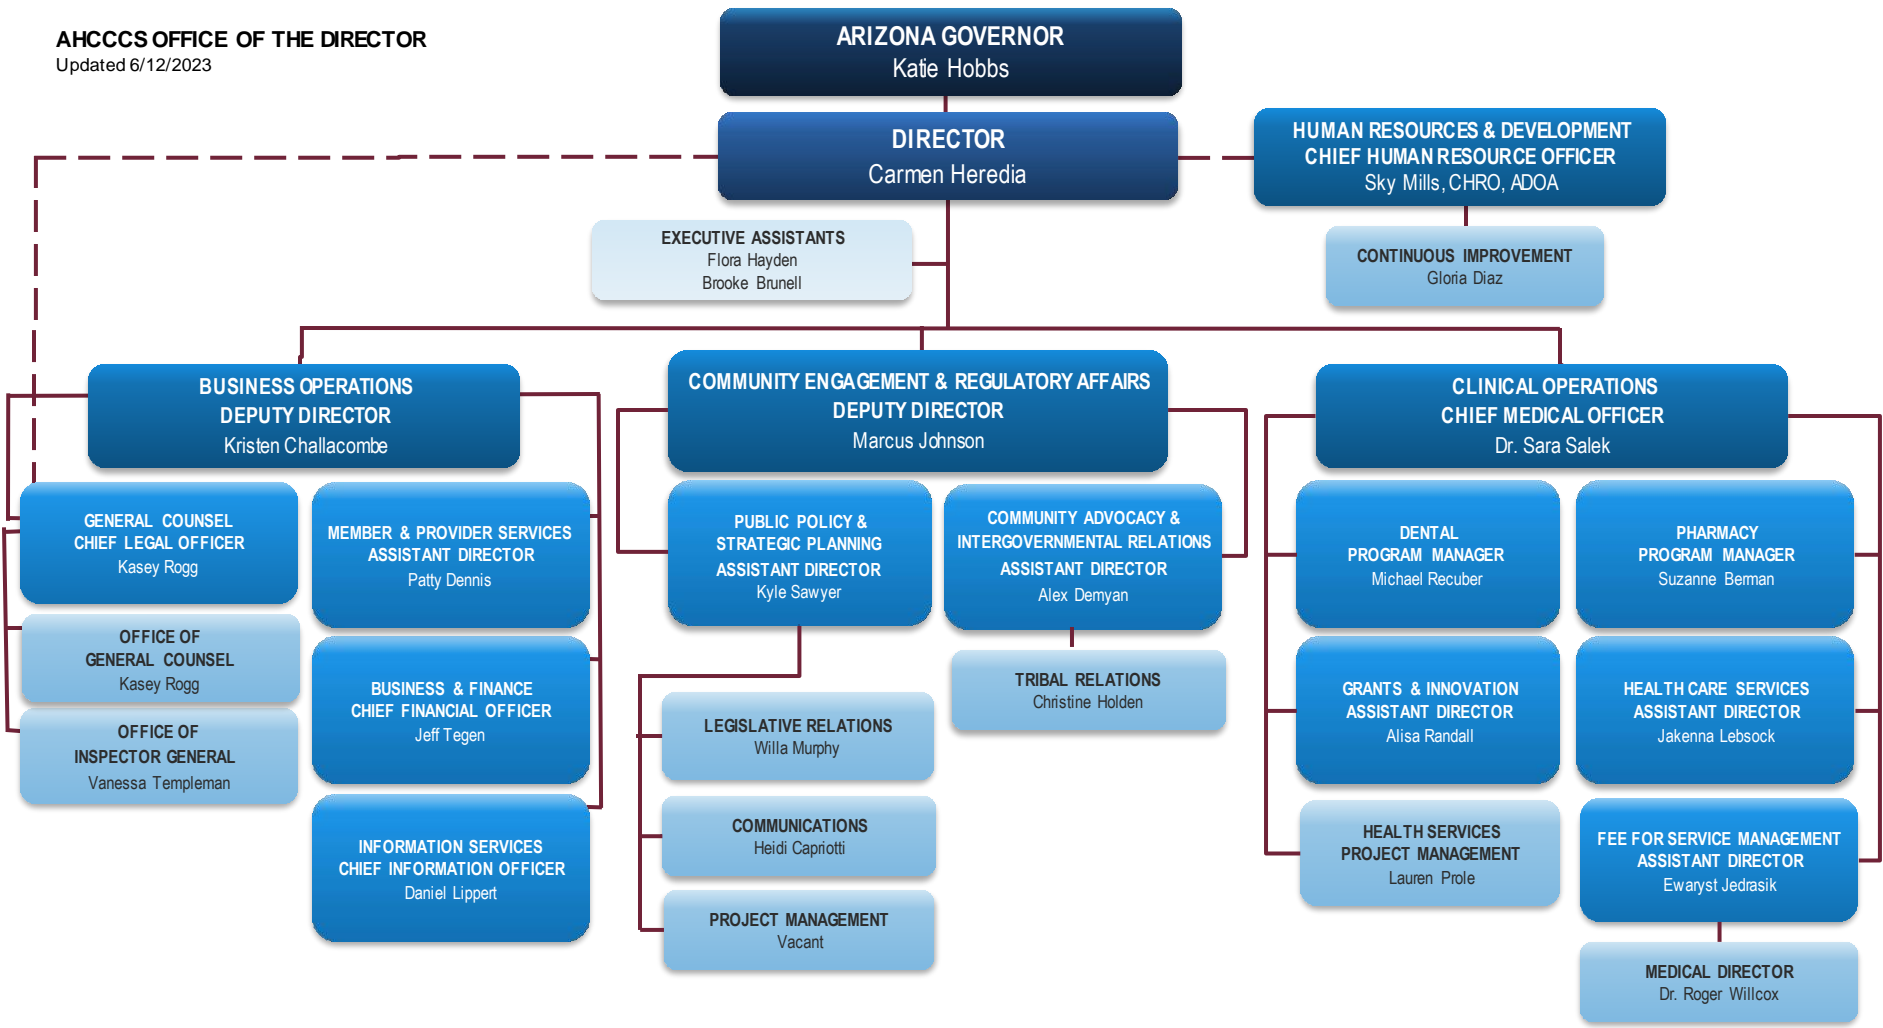 AHCCCS OFFICE OF THE DIRECTOR
Updated 6/12/2023
ARIZONA GOVERNOR
Katie Hobbs
DIRECTOR
Carmen Heredia
HUMAN RESOURCES & DEVELOPMENT
CHIEF HUMAN RESOURCE OFFICER
Sky Mills, CHRO, ADOA
EXECUTIVE ASSISTANTS
Flora Hayden
Brooke Brunell
CONTINUOUS IMPROVEMENT
Gloria Diaz
BUSINESS OPERATIONS
DEPUTY DIRECTOR
Kristen Challacombe
COMMUNITY ENGAGEMENT & REGULATORY AFFAIRS
DEPUTY DIRECTOR
Marcus Johnson
CLINICAL OPERATIONS
CHIEF MEDICAL OFFICER
Dr. Sara Salek
GENERAL COUNSEL
CHIEF LEGAL OFFICER
Kasey Rogg
OFFICE OF
GENERAL COUNSEL
Kasey Rogg
OFFICE OF
INSPECTOR GENERAL
Vanessa Templeman
MEMBER & PROVIDER SERVICES
ASSISTANT DIRECTOR
Patty Dennis
BUSINESS & FINANCE
CHIEF FINANCIAL OFFICER
Jeff Tegen
INFORMATION SERVICES
CHIEF INFORMATION OFFICER
Daniel Lippert
PUBLIC POLICY &
STRATEGIC PLANNING
ASSISTANT DIRECTOR
Kyle Sawyer
LEGISLATIVE RELATIONS
Willa Murphy
COMMUNICATIONS
Heidi Capriotti
PROJECT MANAGEMENT
Vacant
COMMUNITY ADVOCACY &
INTERGOVERNMENTAL RELATIONS
ASSISTANT DIRECTOR
Alex Demyan
TRIBAL RELATIONS
Christine Holden
DENTAL
PROGRAM MANAGER
Michael Recuber
GRANTS & INNOVATION
ASSISTANT DIRECTOR
Alisa Randall
HEALTH SERVICES
PROJECT MANAGEMENT
Lauren Prole
PHARMACY
PROGRAM MANAGER
Suzanne Berman
HEALTH CARE SERVICES
ASSISTANT DIRECTOR
Jakenna Lebsock
FEE FOR SERVICE MANAGEMENT
ASSISTANT DIRECTOR
Ewaryst Jedrasik
MEDICAL DIRECTOR
Dr. Roger Willcox